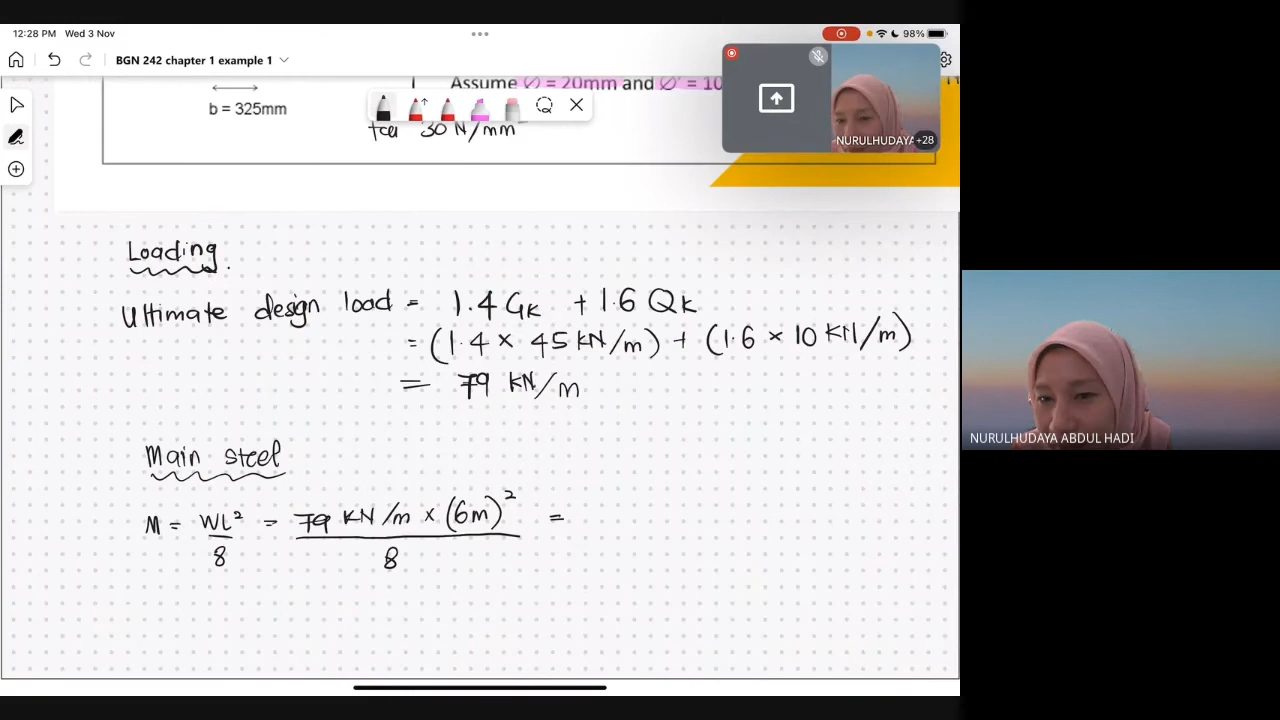 12:28 PM Wed 3 Nov
98%
BGN 242 chapter 1 example 1
Assume Ø = 20mm and Ø' = 10
b = 325mm
fcu 30 N/mm
NURULHUDAYA +28
Loading.
Ultimate design load = 1.4 Gk + 1.6 Qk
= (1.4 × 45 KN/m) + (1.6 × 10 KN/m)
= 79 KN/m
Main steel
M = WL² = 79 KN/m × (6m)² =
8 8
NURULHUDAYA ABDUL HADI